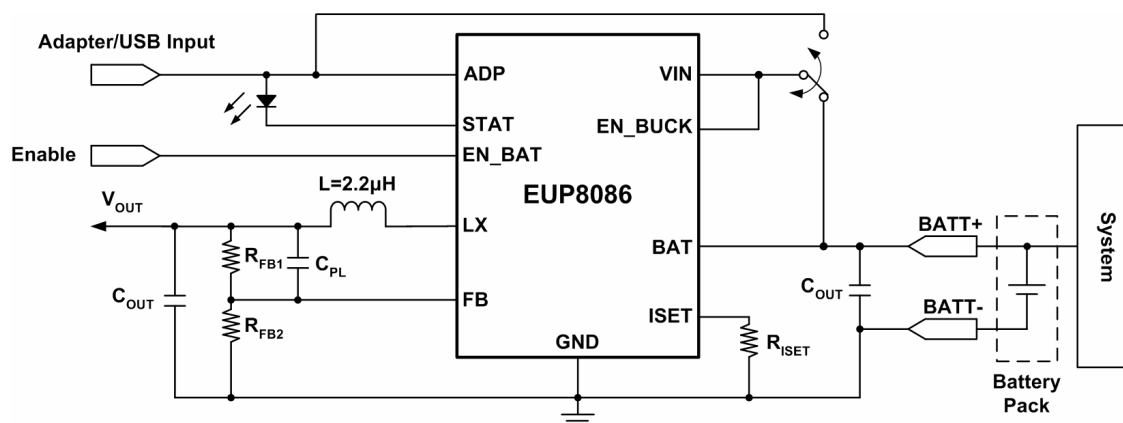 Adapter/USB Input
ADP
VIN
STAT
EN_BUCK
Enable
EN_BAT
EUP8086
L=2.2µH
VOUT
LX
BAT
BATT+
System
RFB1
CPL
COUT
COUT
FB
ISET
BATT-
RFB2
RISET
GND
Battery
Pack